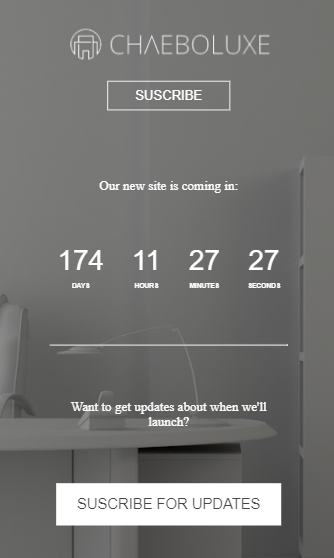 CHAEBOLUXE
SUSCRIBE
Our new site is coming in:
174 11 27 27
DAYS HOURS MINUTES SECONDS
Want to get updates about when we'll
launch?
SUSCRIBE FOR UPDATES